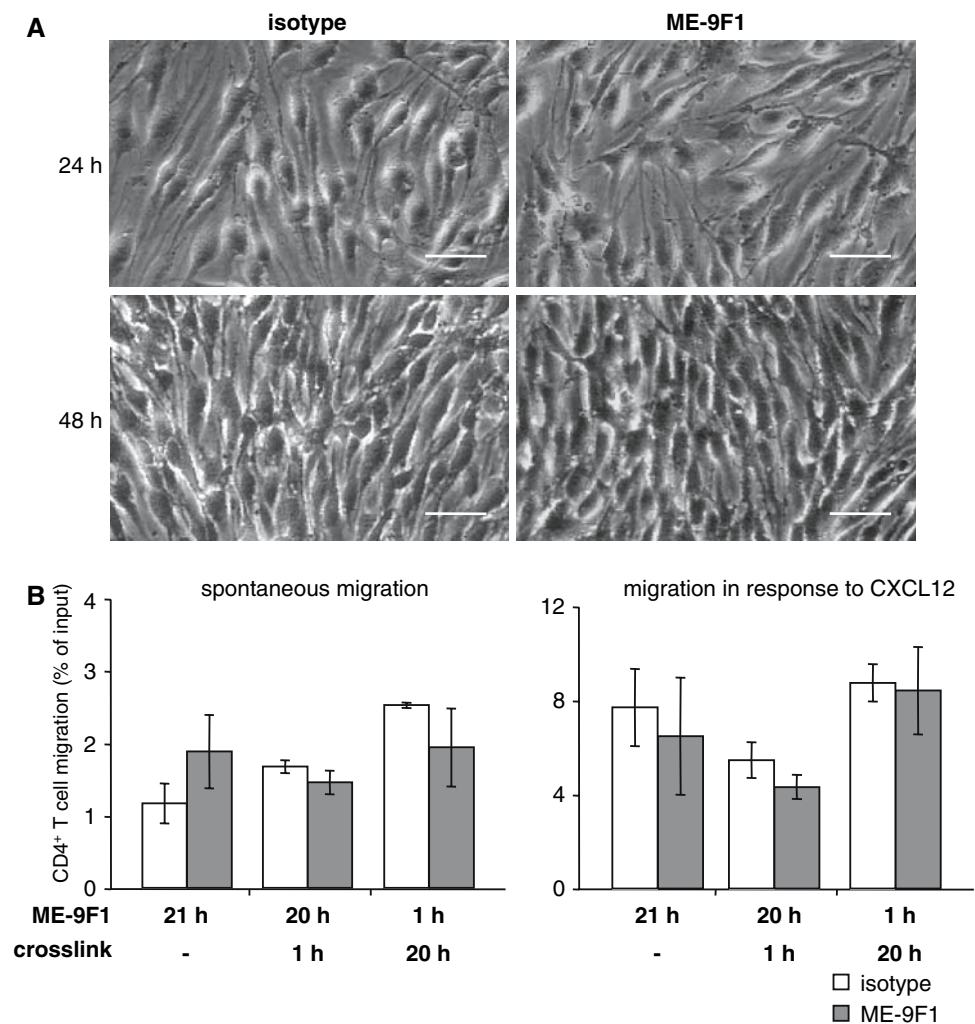 A
isotype
ME-9F1
24 h
48 h
B
spontaneous migration
migration in response to CXCL12
CD4⁺ T cell migration (% of input)
4
3
2
1
0
12
8
4
0
ME-9F1 21 h 20 h 1 h 21 h 20 h 1 h
crosslink - 1 h 20 h - 1 h 20 h
isotype
ME-9F1